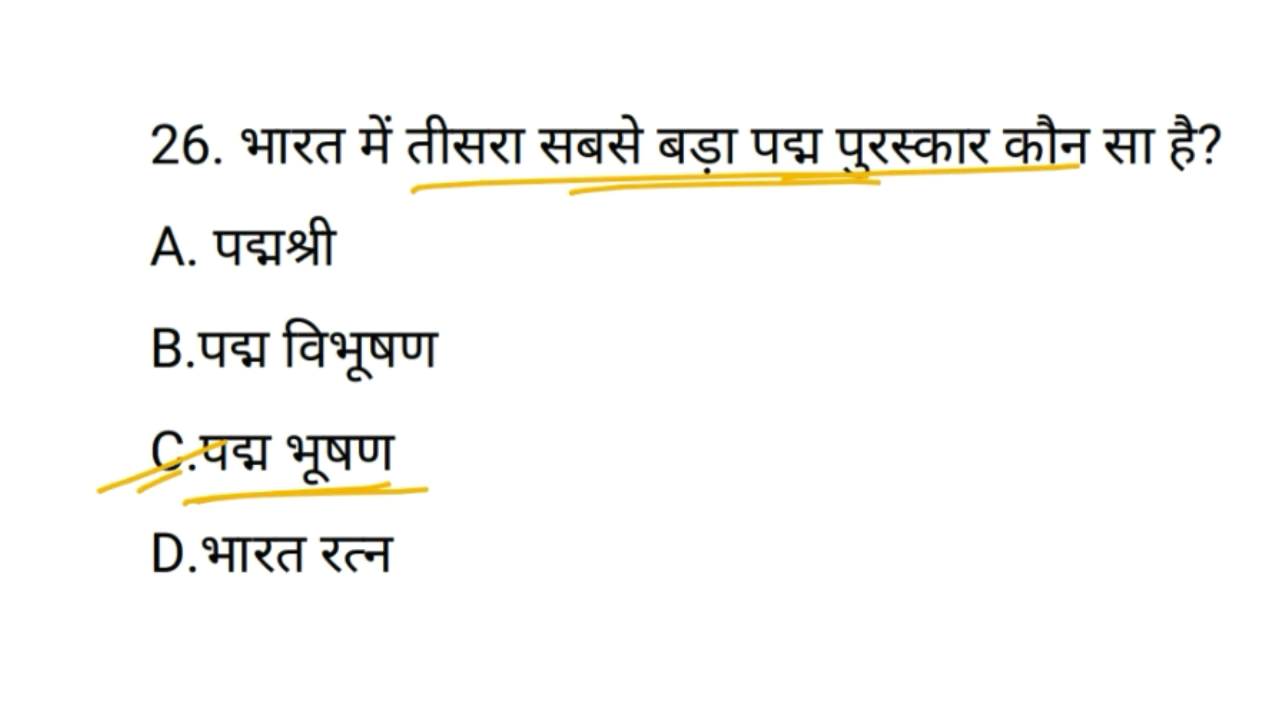 26. भारत में तीसरा सबसे बड़ा पद्म पुरस्कार कौन सा है?
A. पद्मश्री
B.पद्म विभूषण
C.पद्म भूषण
D.भारत रत्न